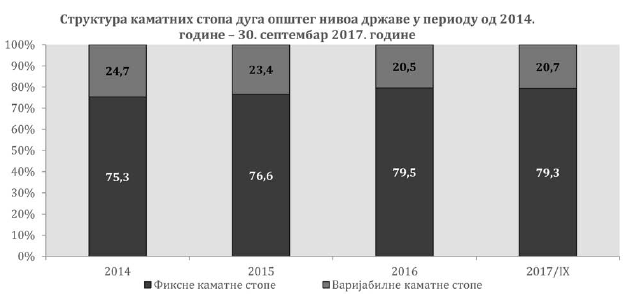 Структура каматних стопа дуга општег нивоа државе у периоду од 2014.
године – 30. септембар 2017. године
100%
90%
80%
70%
60%
50%
40%
30%
20%
10%
0%
24,7 23,4 20,5 20,7
75,3 76,6 79,5 79,3
2014 2015 2016 2017/IX
Фиксне каматне стопе Варијабилне каматне стопе